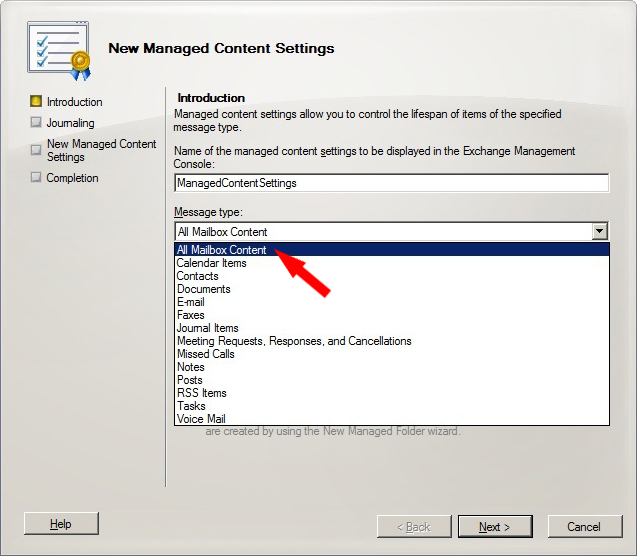 New Managed Content Settings
Introduction
Journaling
New Managed Content
Settings
Completion
Introduction
Managed content settings allow you to control the lifespan of items of the specified
message type.
Name of the managed content settings to be displayed in the Exchange Management
Console:
ManagedContentSettings
Message type:
All Mailbox Content
All Mailbox Content
Calendar Items
Contacts
Documents
E-mail
Faxes
Journal Items
Meeting Requests, Responses, and Cancellations
Missed Calls
Notes
Posts
RSS Items
Tasks
Voice Mail
are created by using the New Managed Folder wizard.
Help
< Back
Next >
Cancel